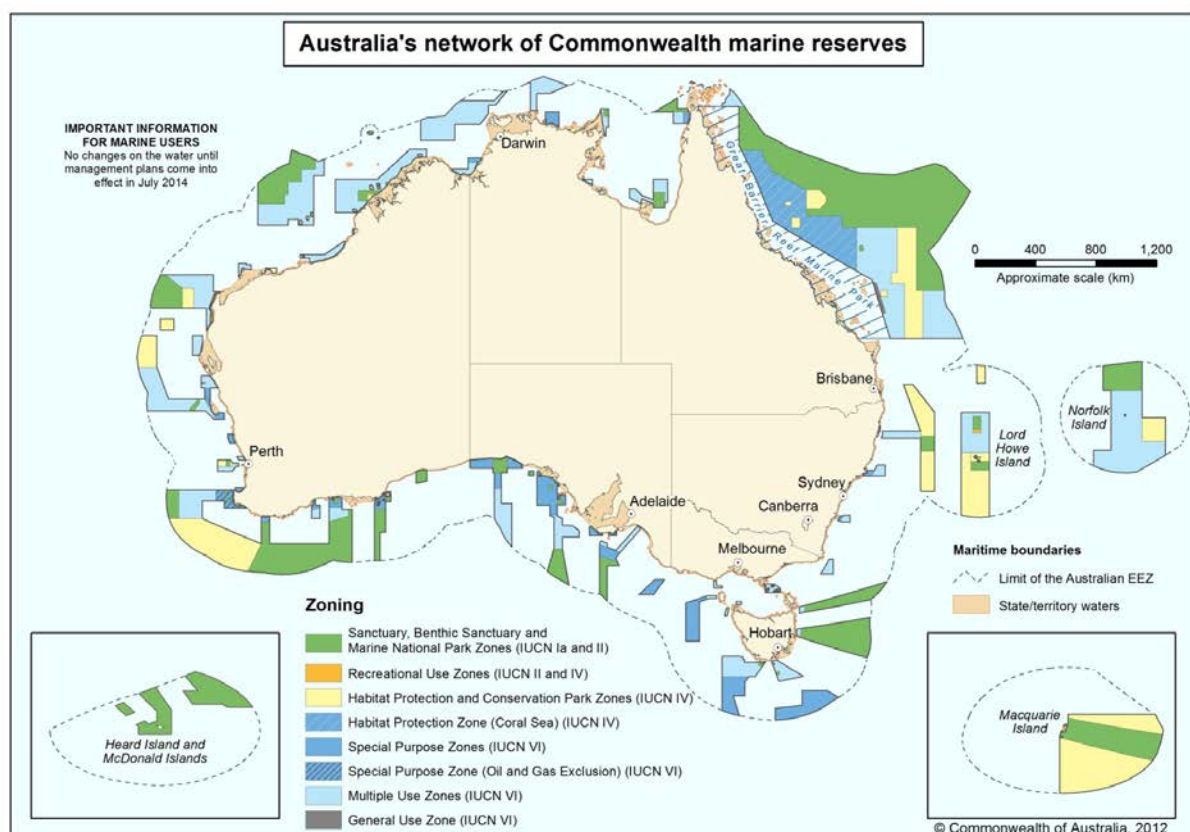 Australia's network of Commonwealth marine reserves
IMPORTANT INFORMATION
FOR MARINE USERS
No changes on the water until
management plans come into
effect in July 2014
Darwin
Great Barrier Reef Marine Park
0 400 800 1,200
Approximate scale (km)
Brisbane
Norfolk
Island
Lord
Howe
Island
Perth
Sydney
Adelaide
Canberra
Melbourne
Hobart
Maritime boundaries
Limit of the Australian EEZ
State/territory waters
Zoning
Sanctuary, Benthic Sanctuary and
Marine National Park Zones (IUCN Ia and II)
Recreational Use Zones (IUCN II and IV)
Habitat Protection and Conservation Park Zones (IUCN IV)
Habitat Protection Zone (Coral Sea) (IUCN IV)
Special Purpose Zones (IUCN VI)
Special Purpose Zone (Oil and Gas Exclusion) (IUCN VI)
Multiple Use Zones (IUCN VI)
General Use Zone (IUCN VI)
Heard Island and
McDonald Islands
Macquarie
Island
© Commonwealth of Australia, 2012